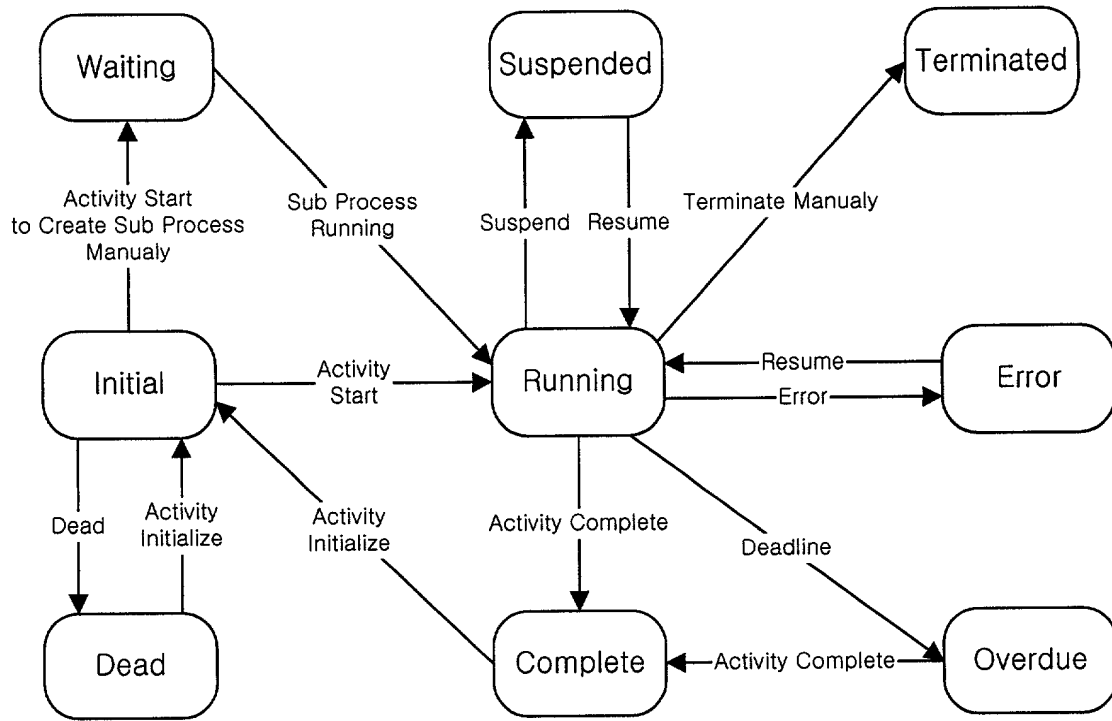 Waiting
Suspended
Terminated
Activity Start
to Create Sub Process
Manualy
Sub Process
Running
Suspend
Resume
Terminate Manualy
Initial
Activity
Start
Running
Resume
Error
Error
Dead
Activity
Initialize
Activity
Initialize
Activity Complete
Deadline
Dead
Complete
Activity Complete
Overdue